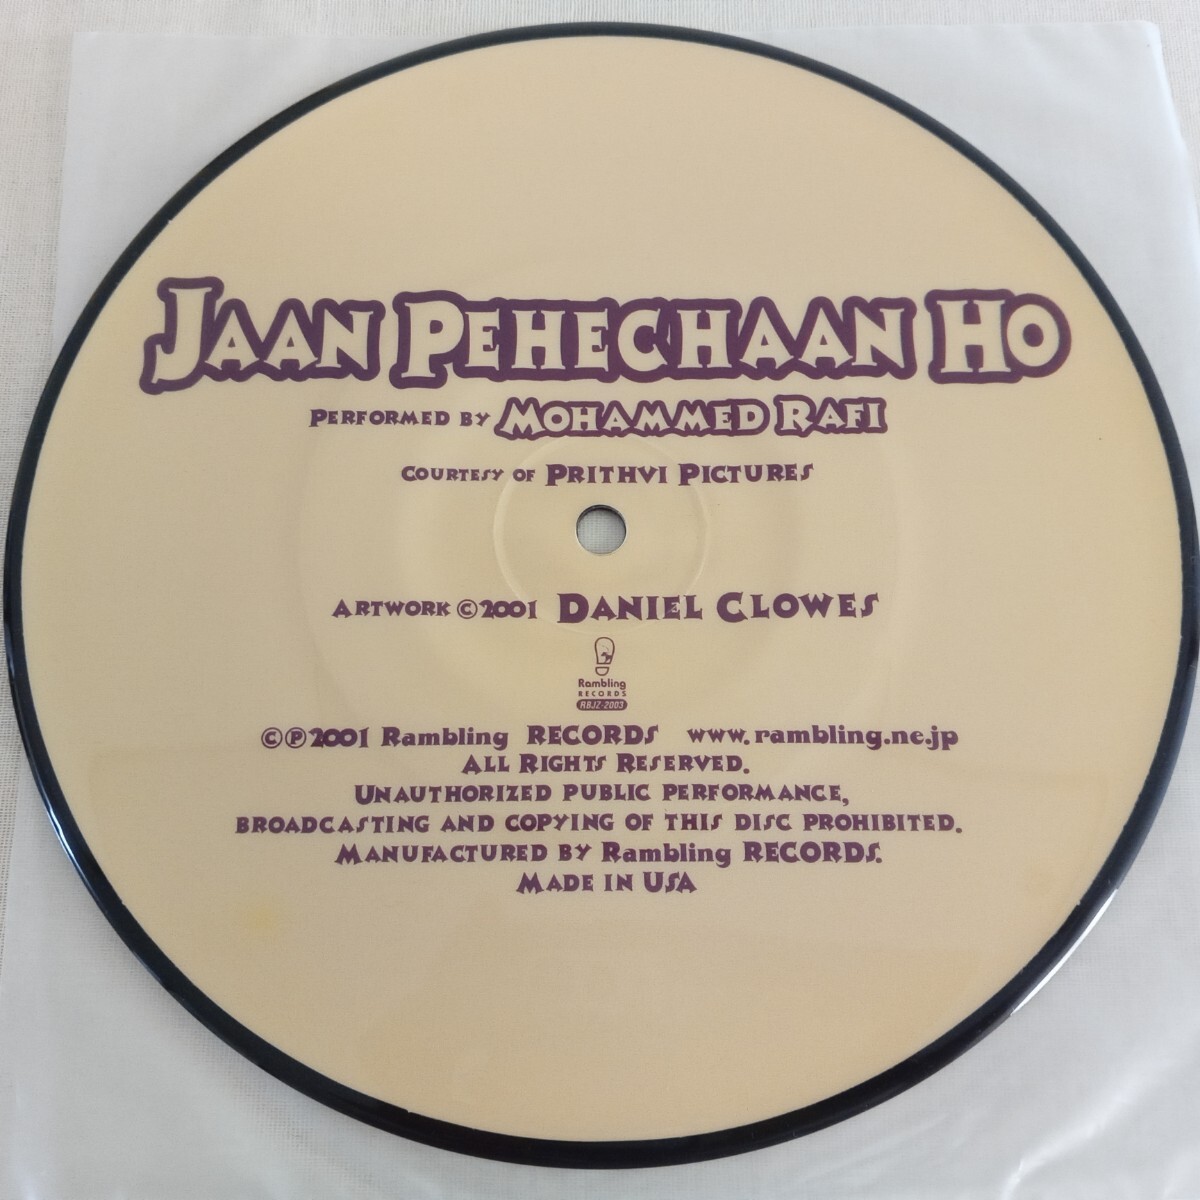 JAAN PEHECHAAN HO
PERFORMED BY MOHAMMED RAFI
COURTESY OF PRITHVI PICTURES
ARTWORK ©2001 DANIEL CLOWES
Rambling
RECORDS
RBJZ-2003
©℗2001 Rambling RECORDS www.rambling.ne.jp
ALL RIGHTS RESERVED.
UNAUTHORIZED PUBLIC PERFORMANCE,
BROADCASTING AND COPYING OF THIS DISC PROHIBITED.
MANUFACTURED BY Rambling RECORDS.
MADE IN USA